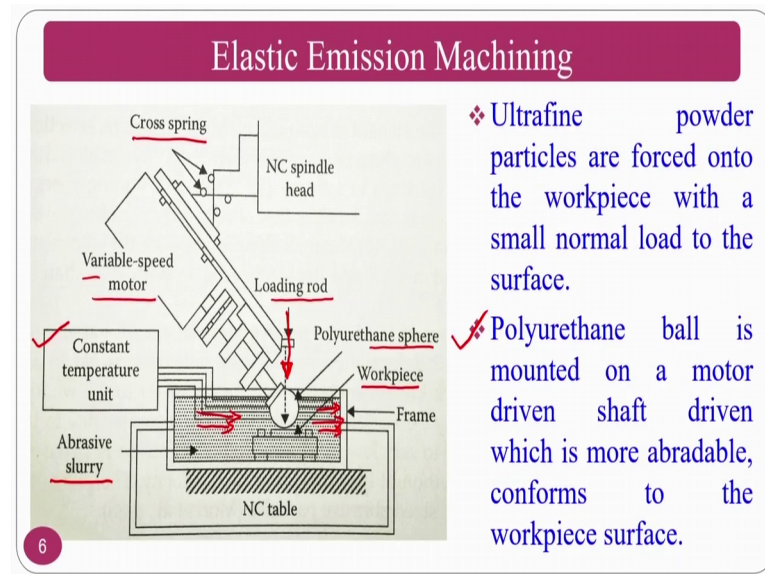 Elastic Emission Machining
Cross spring
NC spindle
head
Variable-speed
motor
Loading rod
Polyurethane sphere
Constant
temperature
unit
Workpiece
Frame
Abrasive
slurry
NC table
Ultrafine powder
particles are forced onto
the workpiece with a
small normal load to the
surface.
Polyurethane ball is
mounted on a motor
driven shaft driven
which is more abradable,
conforms to the
workpiece surface.
6